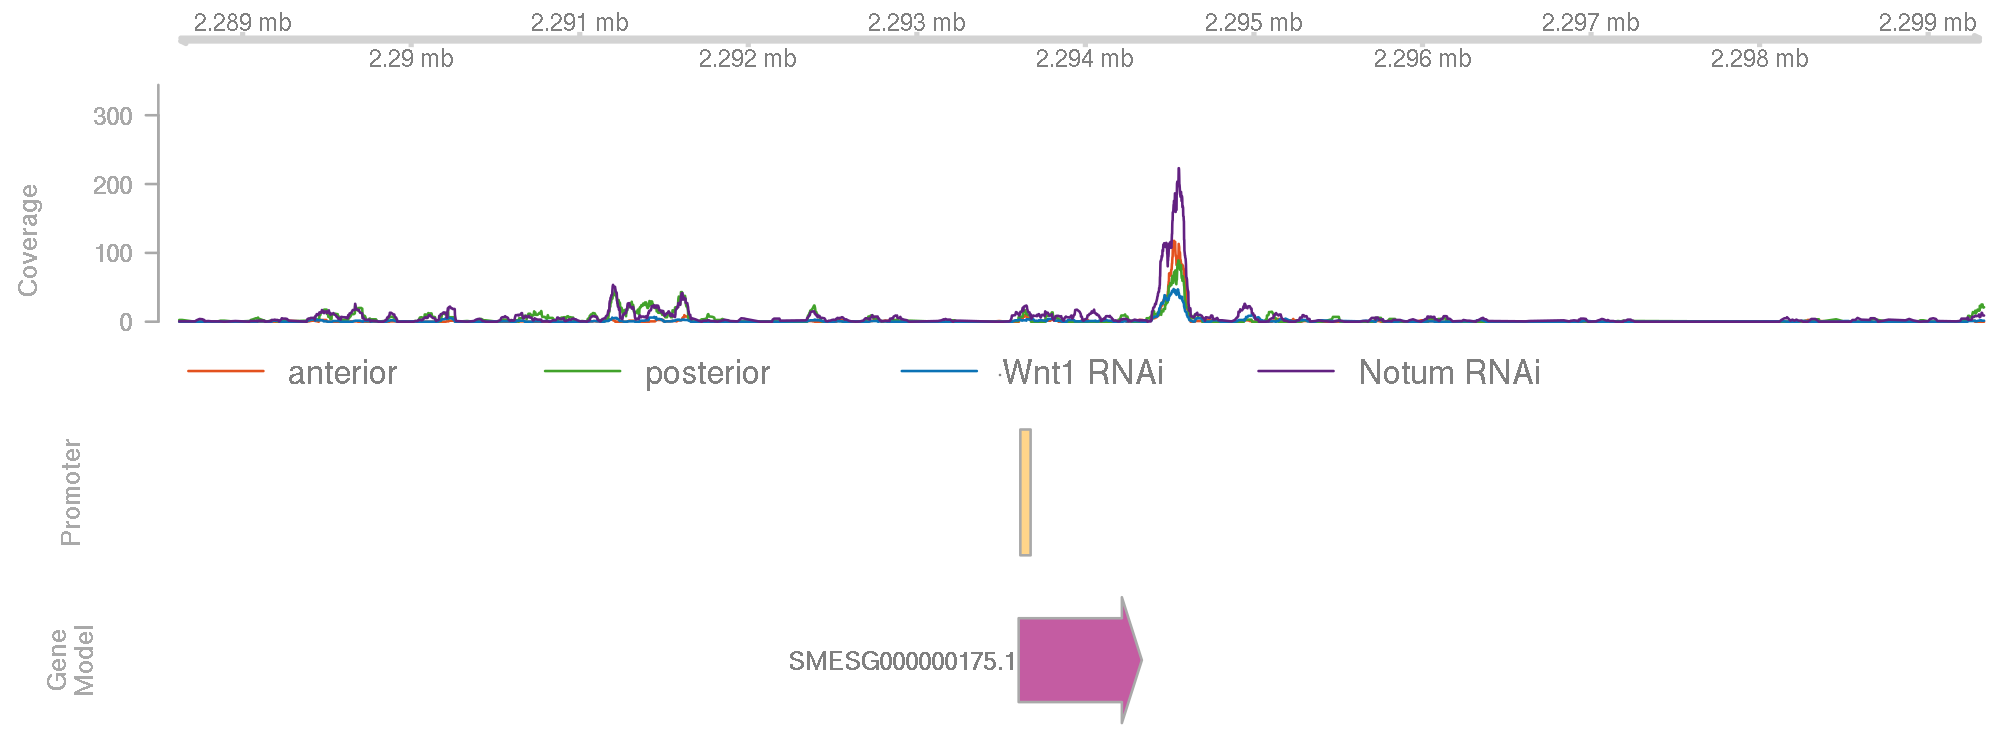 2.289 mb 2.291 mb 2.293 mb 2.295 mb 2.297 mb 2.299 mb
2.29 mb 2.292 mb 2.294 mb 2.296 mb 2.298 mb
Coverage
300
200
100
0
anterior posterior Wnt1 RNAi Notum RNAi
Promoter
Gene
Model
SMESG000000175.1